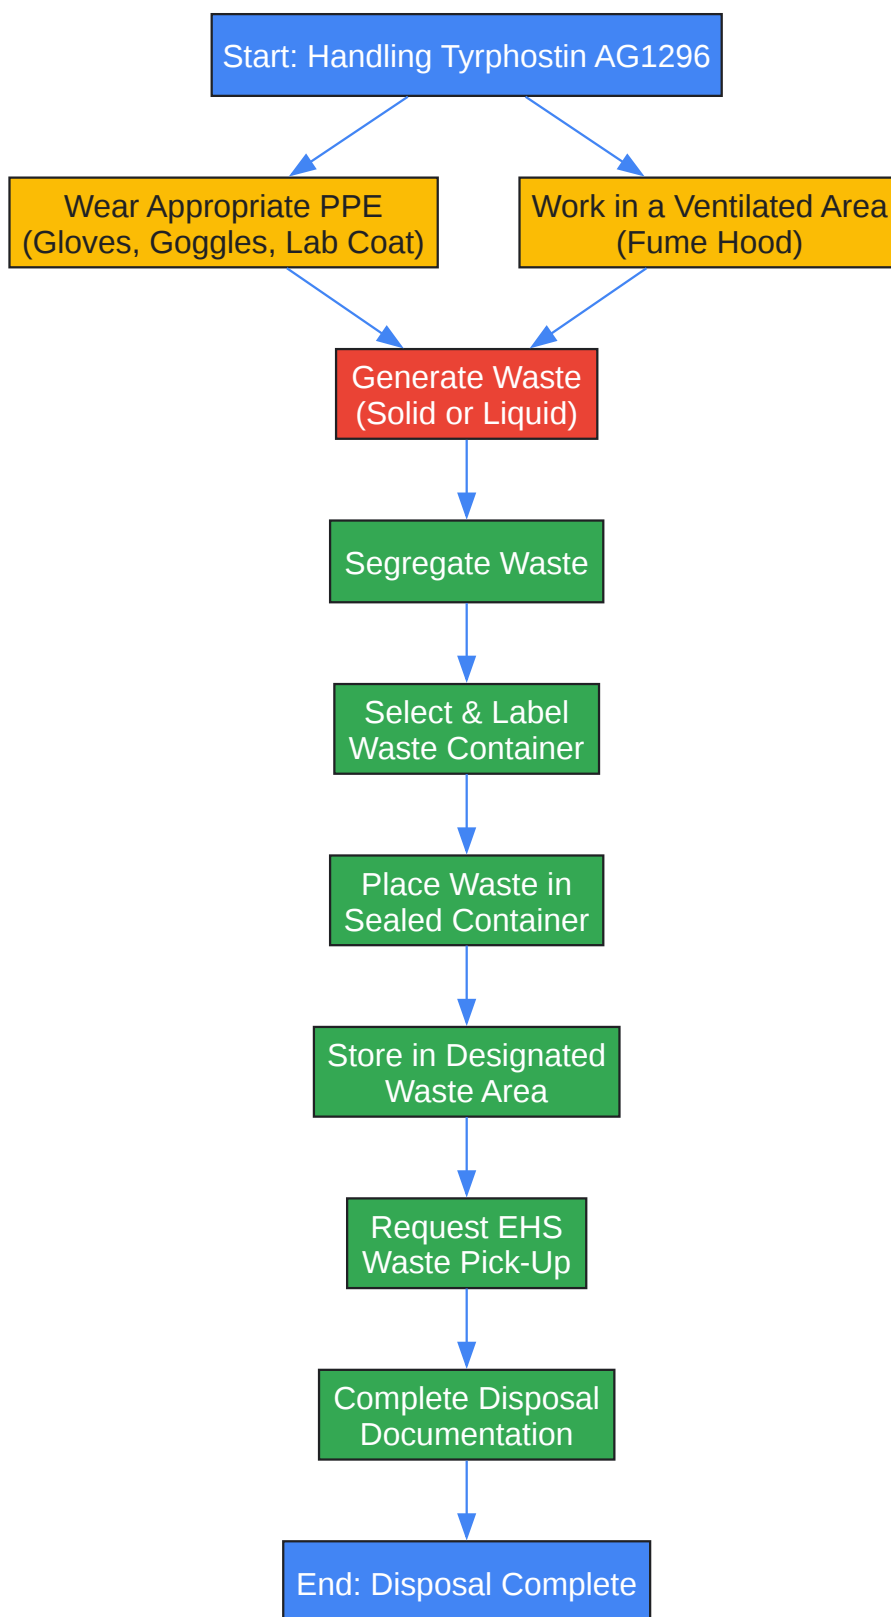 Start: Handling Tyrphostin AG1296
Wear Appropriate PPE
(Gloves, Goggles, Lab Coat)
Work in a Ventilated Area
(Fume Hood)
Generate Waste
(Solid or Liquid)
Segregate Waste
Select & Label
Waste Container
Place Waste in
Sealed Container
Store in Designated
Waste Area
Request EHS
Waste Pick-Up
Complete Disposal
Documentation
End: Disposal Complete